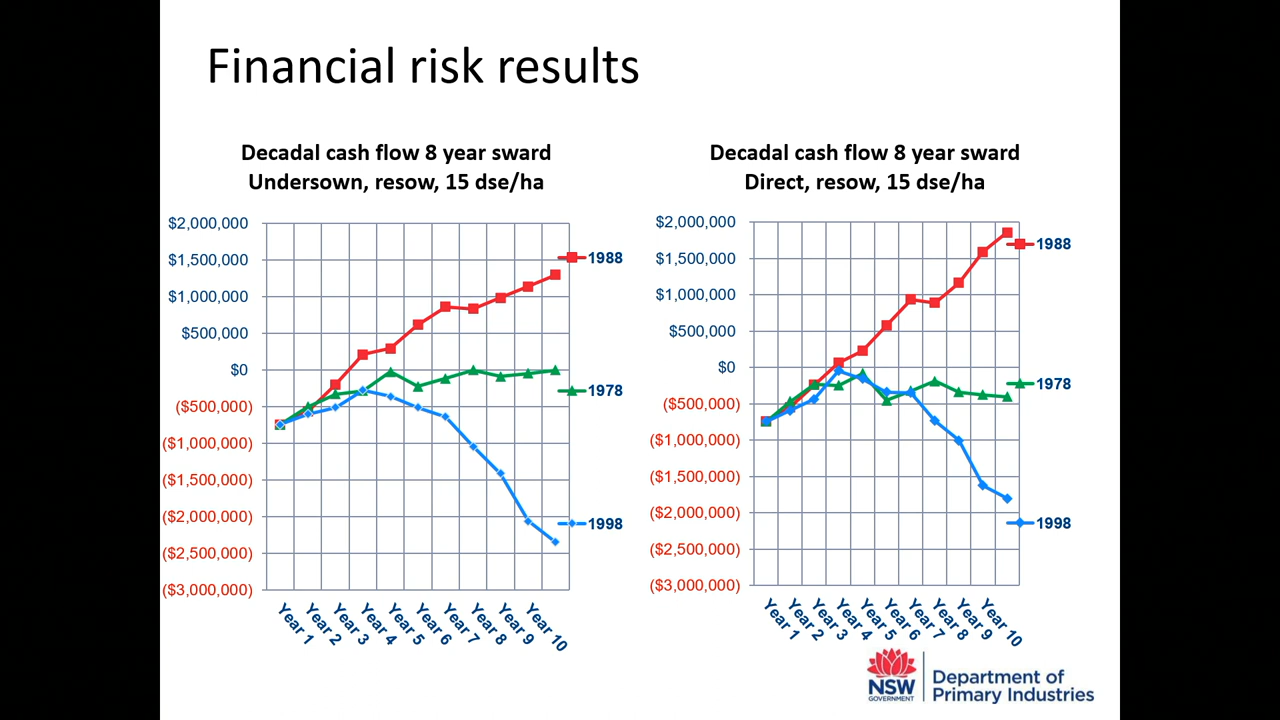 Financial risk results
Decadal cash flow 8 year sward
Undersown, resow, 15 dse/ha
$2,000,000
$1,500,000
$1,000,000
$500,000
$0
($500,000)
($1,000,000)
($1,500,000)
($2,000,000)
($2,500,000)
($3,000,000)
1988
1978
1998
Year 1
Year 2
Year 3
Year 4
Year 5
Year 6
Year 7
Year 8
Year 9
Year 10
Decadal cash flow 8 year sward
Direct, resow, 15 dse/ha
$2,000,000
$1,500,000
$1,000,000
$500,000
$0
($500,000)
($1,000,000)
($1,500,000)
($2,000,000)
($2,500,000)
($3,000,000)
1988
1978
1998
Year 1
Year 2
Year 3
Year 4
Year 5
Year 6
Year 7
Year 8
Year 9
Year 10
NSW
GOVERNMENT
Department of
Primary Industries